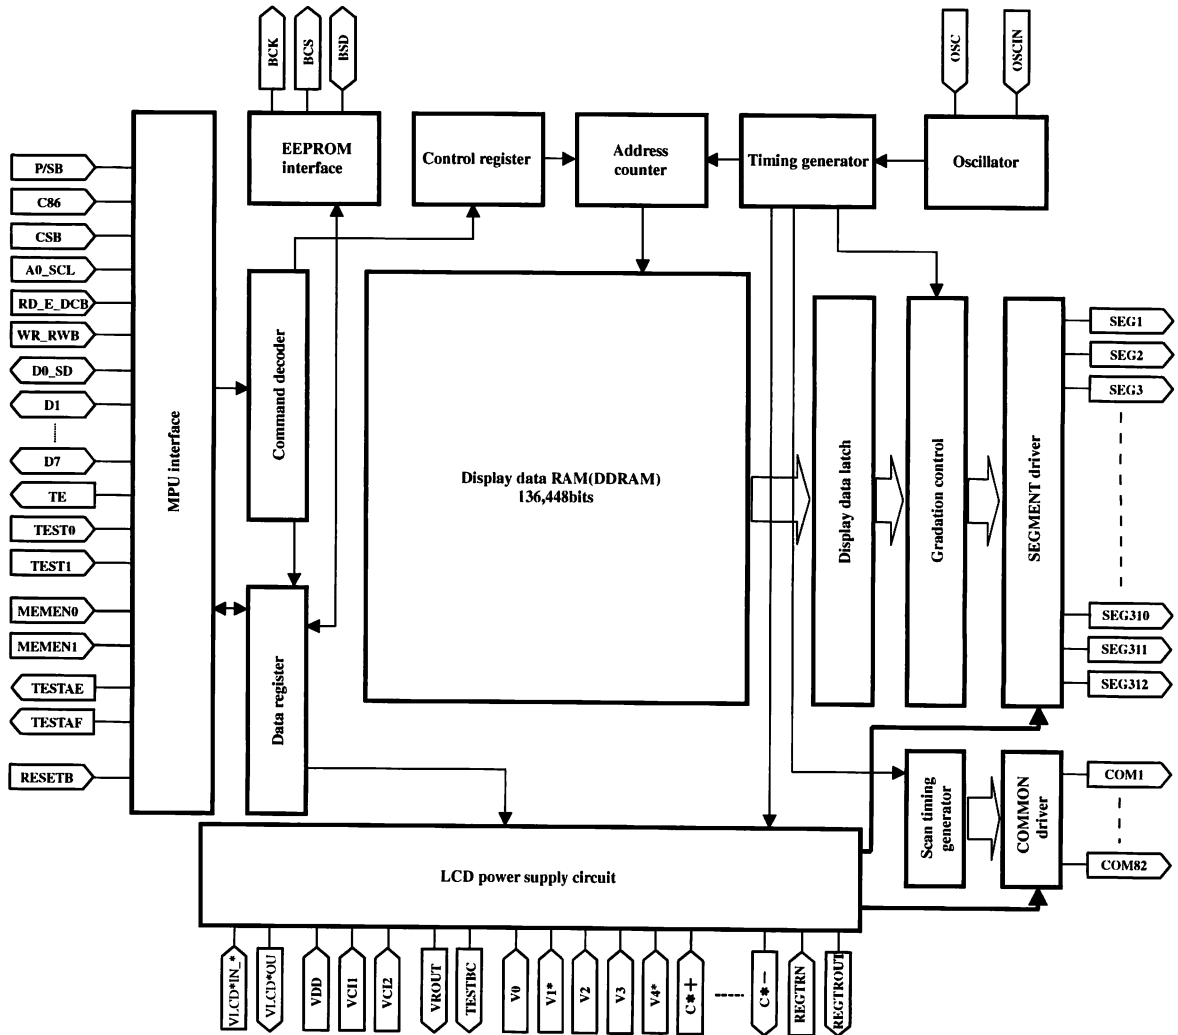 BCK
BCS
BSD
OSC
OSCIN
EEPROM
interface
Control register
Address
counter
Timing generator
Oscillator
P/SB
C86
CSB
A0_SCL
RD_E_DCB
WR_RWB
D0_SD
D1
D7
TE
TEST0
TEST1
MEMEN0
MEMEN1
TESTAE
TESTAF
RESETB
MPU interface
Command decoder
Data register
Display data RAM(DDRAM)
136,448bits
Display data latch
Gradation control
SEGMENT driver
SEG1
SEG2
SEG3
SEG310
SEG311
SEG312
Scan timing
generator
COMMON
driver
COM1
COM82
LCD power supply circuit
VLCD*IN_*
VLCD*OU
VDD
VCI1
VCI2
VROUT
TESTBC
V0
V1*
V2
V3
V4*
C*+
C*−
REGTRN
REGTROUT